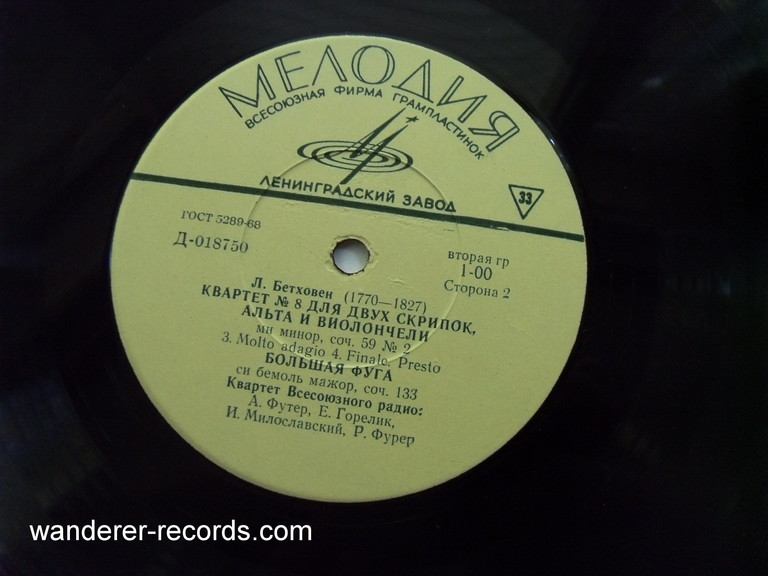 МЕЛОДИЯ
ВСЕСОЮЗНАЯ ФИРМА ГРАМПЛАСТИНОК
ЛЕНИНГРАДСКИЙ ЗАВОД
33
ГОСТ 5289-68
Д-018750
вторая гр
1-00
Сторона 2
Л. Бетховен (1770—1827)
КВАРТЕТ № 8 ДЛЯ ДВУХ СКРИПОК,
АЛЬТА И ВИОЛОНЧЕЛИ
ми минор, соч. 59 № 2
3. Molto adagio 4. Finale. Presto
БОЛЬШАЯ ФУГА
си бемоль мажор, соч. 133
Квартет Всесоюзного радио:
А. Футер, Е. Горелик,
И. Милославский, Р. Фурер
wanderer-records.com